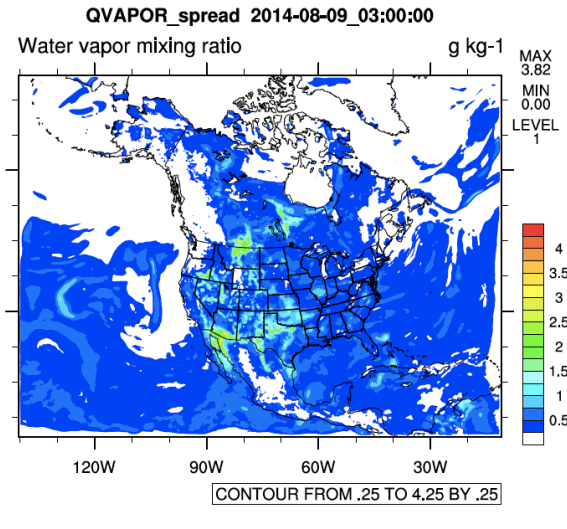 QVAPOR_spread 2014-08-09_03:00:00
Water vapor mixing ratio
g kg-1
MAX
3.82
MIN
0.00
LEVEL
1
4
3.5
3
2.5
2
1.5
1
0.5
120W 90W 60W 30W
CONTOUR FROM .25 TO 4.25 BY .25